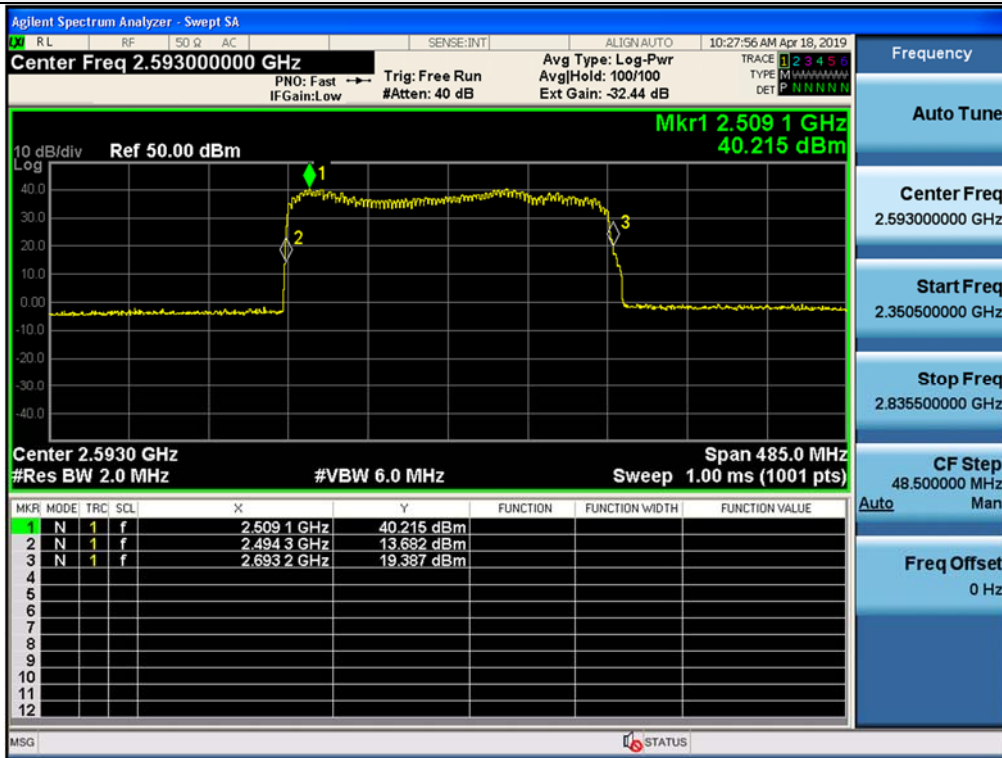 Agilent Spectrum Analyzer - Swept SA
LXI RL RF 50 Ω AC SENSE:INT ALIGN AUTO 10:27:56 AM Apr 18, 2019
Center Freq 2.593000000 GHz
PNO: Fast
IFGain:Low
Trig: Free Run
#Atten: 40 dB
Avg Type: Log-Pwr
Avg|Hold: 100/100
Ext Gain: -32.44 dB
TRACE 1 2 3 4 5 6
TYPE M
DET P N N N N N
Mkr1 2.509 1 GHz
40.215 dBm
10 dB/div Ref 50.00 dBm
Log
40.0
30.0
20.0
10.0
0.00
-10.0
-20.0
-30.0
-40.0
1
2
3
Center 2.5930 GHz Span 485.0 MHz
#Res BW 2.0 MHz #VBW 6.0 MHz Sweep 1.00 ms (1001 pts)
MKR MODE TRC SCL X Y FUNCTION FUNCTION WIDTH FUNCTION VALUE
1 N 1 f 2.509 1 GHz 40.215 dBm
2 N 1 f 2.494 3 GHz 13.682 dBm
3 N 1 f 2.693 2 GHz 19.387 dBm
4
5
6
7
8
9
10
11
12
MSG STATUS
Frequency
Auto Tune
Center Freq
2.593000000 GHz
Start Freq
2.350500000 GHz
Stop Freq
2.835500000 GHz
CF Step
48.500000 MHz
Auto Man
Freq Offset
0 Hz